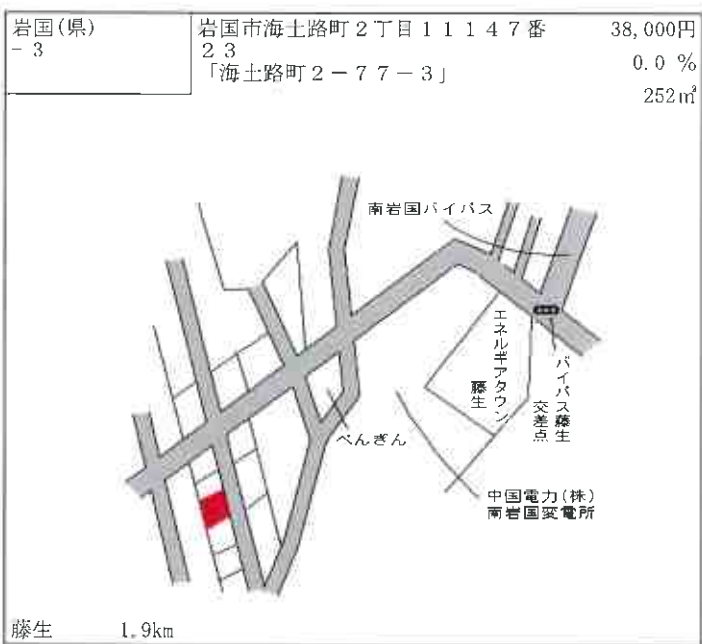 岩国(県)
－3
岩国市海土路町２丁目１１１４７番
２３
「海土路町２－７７－３」
38,000円
0.0 %
252㎡
南岩国バイパス
エネルギアタウン
藤生
バイパス藤生
交差点
ぺんぎん
中国電力(株)
南岩国変電所
藤生 1.9km